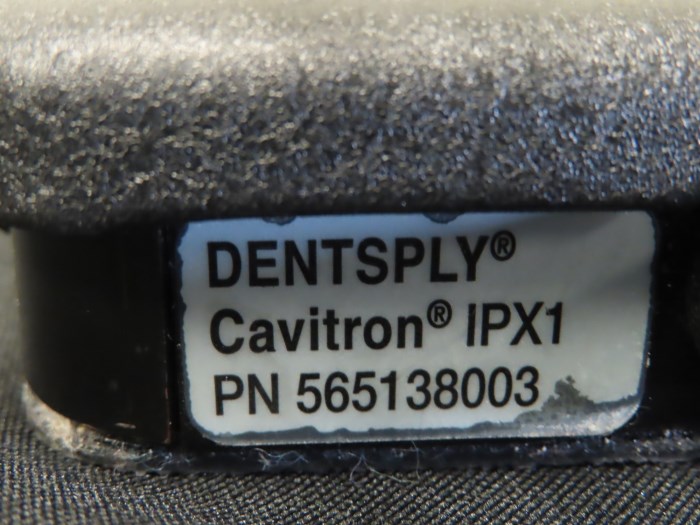 DENTSPLY®
Cavitron® IPX1
PN 565138003